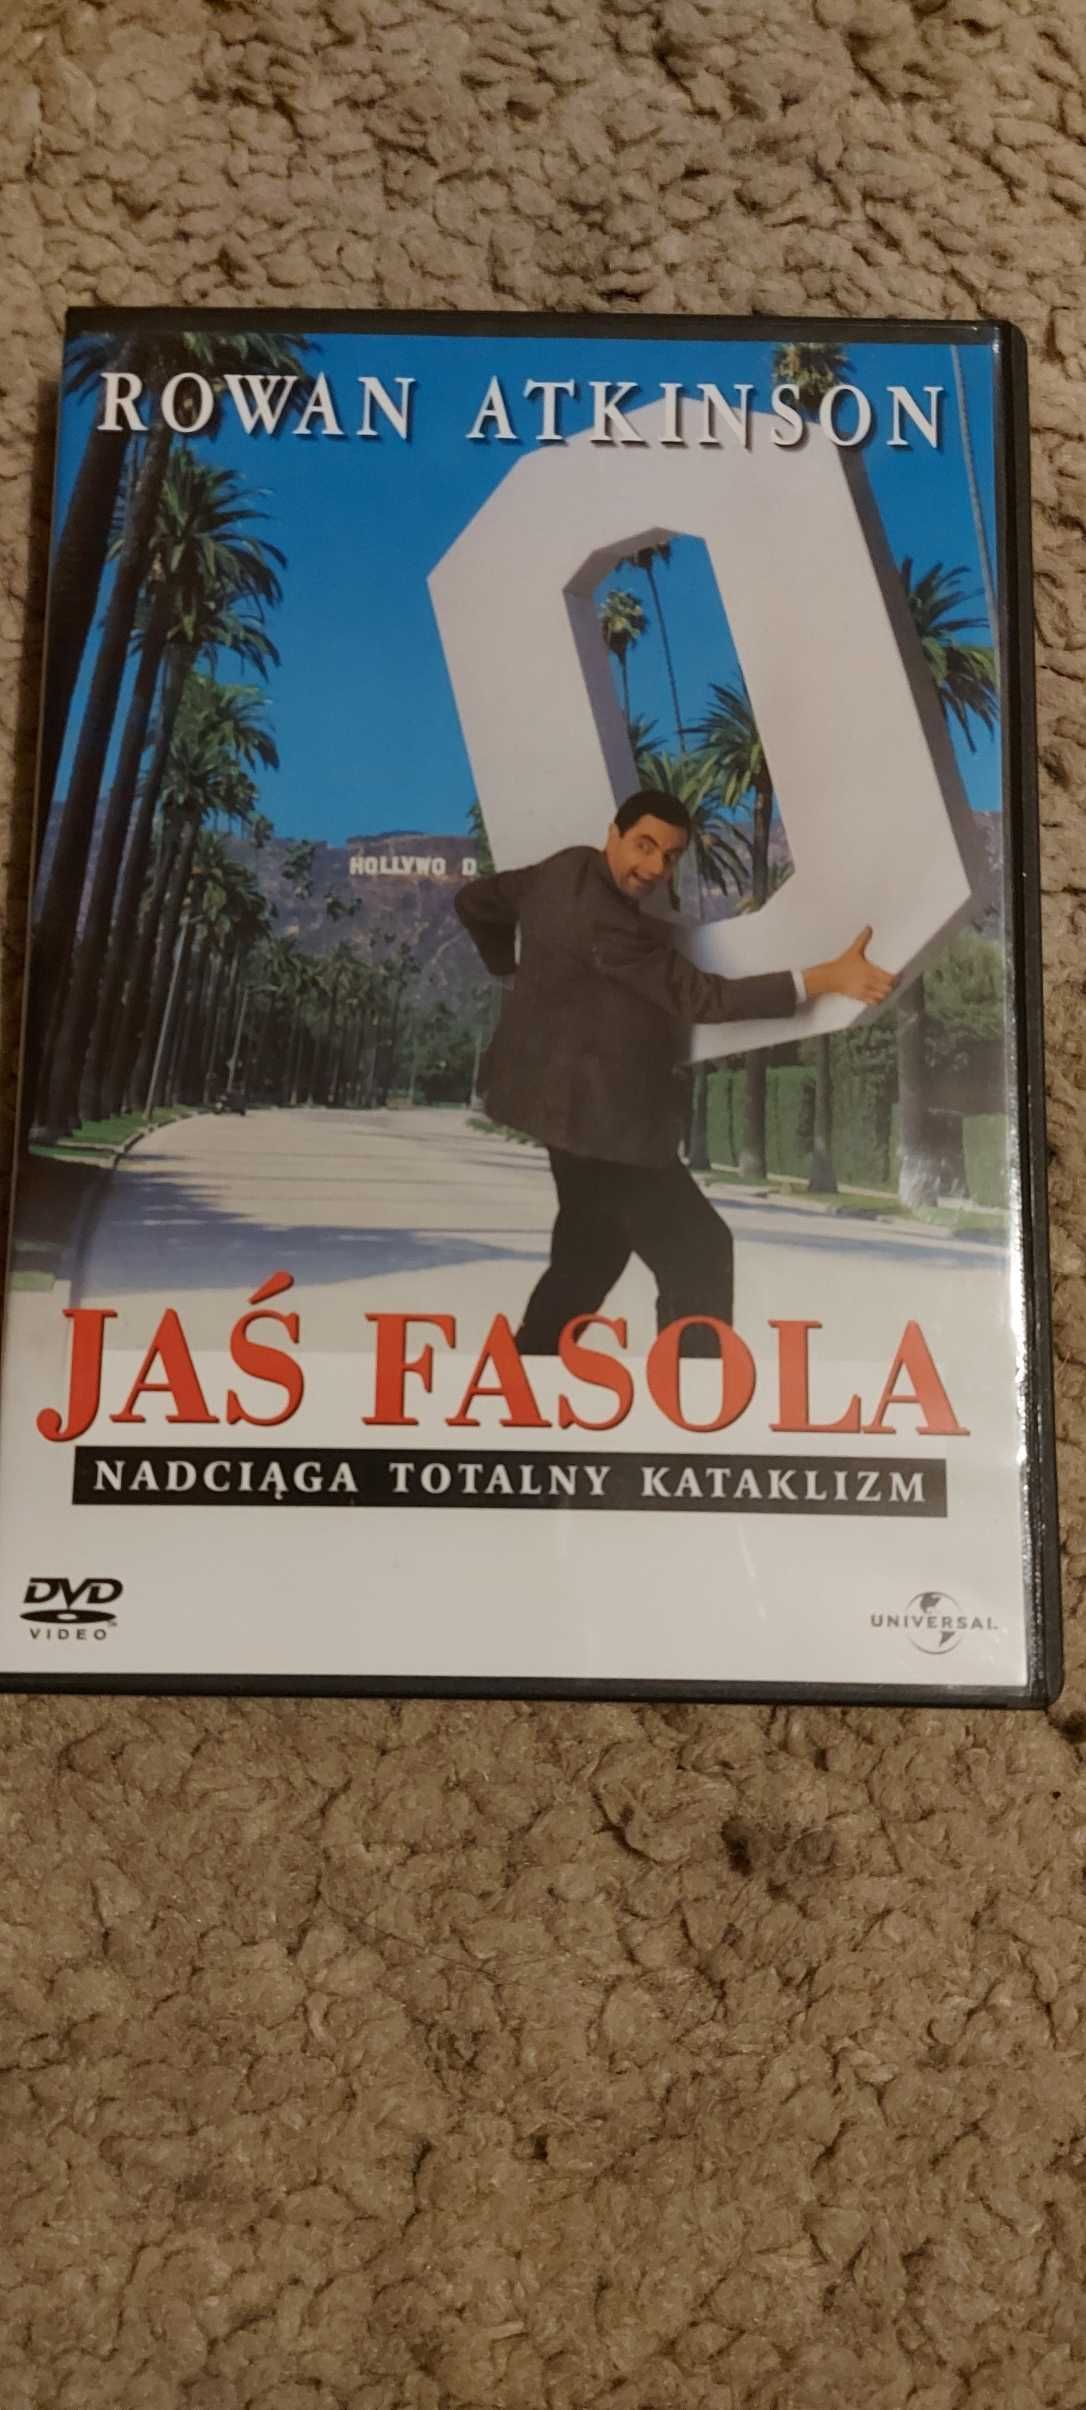 ROWAN ATKINSON
HOLLYWO D
JAŚ FASOLA
NADCIĄGA TOTALNY KATAKLIZM
DVD
VIDEO
UNIVERSAL